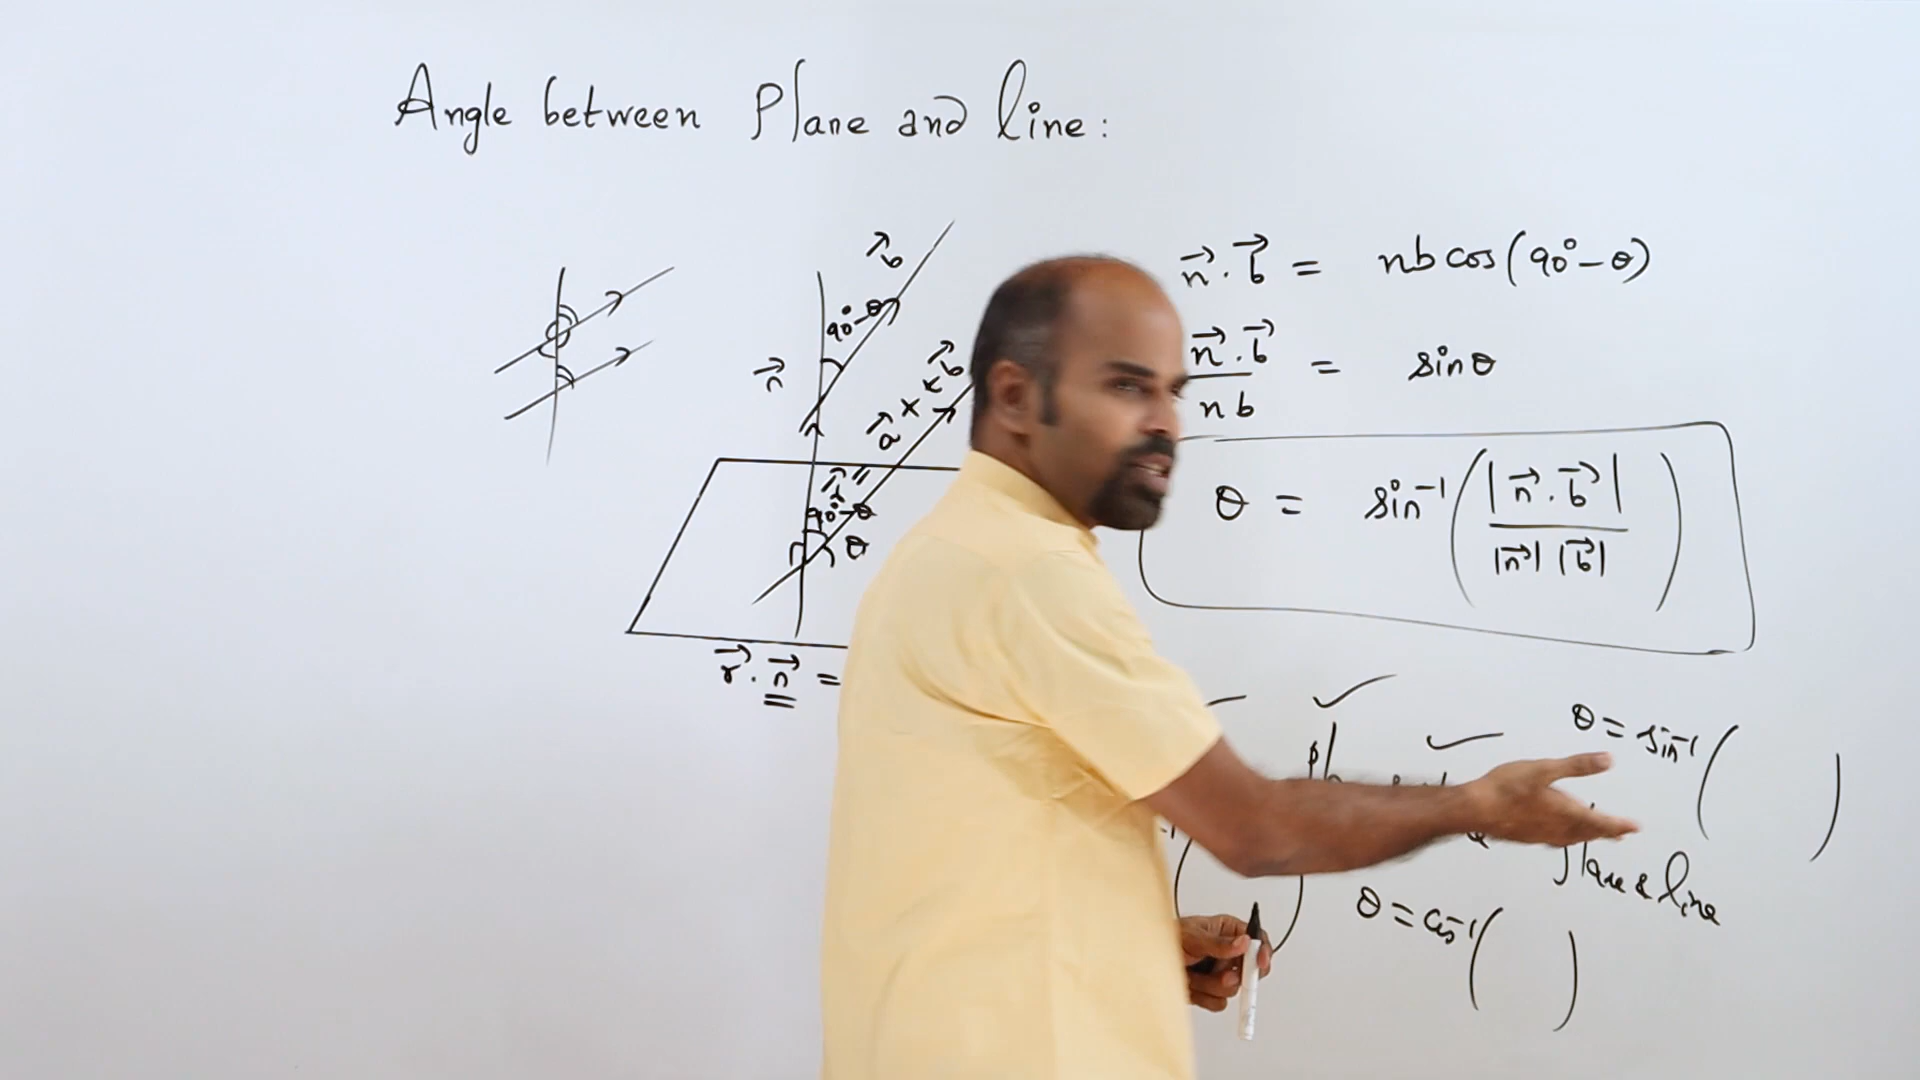 Angle between Plane and line:
b⃗
90°-θ
n⃗
a⃗ × × b⃗
90°-θ
θ
r⃗ . n⃗ =
n⃗ . b⃗ = nb cos(90°-θ)
n⃗ . b⃗ / nb = sinθ
θ = sin⁻¹( |n⃗ . b⃗| / |n⃗| |b⃗| )
θ = sin⁻¹( )
plane & line
θ = cos⁻¹( )